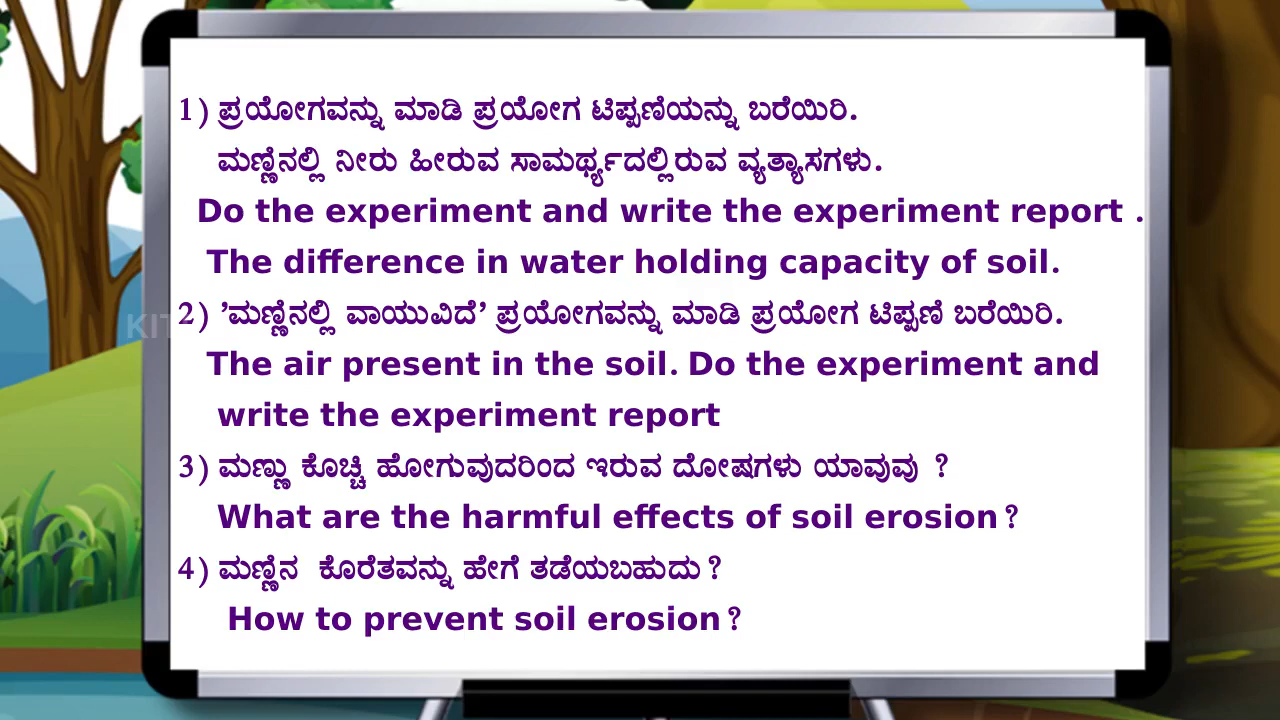 1) ಪ್ರಯೋಗವನ್ನು ಮಾಡಿ ಪ್ರಯೋಗ ಟಿಪ್ಪಣಿಯನ್ನು ಬರೆಯಿರಿ.
ಮಣ್ಣಿನಲ್ಲಿ ನೀರು ಹೀರುವ ಸಾಮರ್ಥ್ಯದಲ್ಲಿರುವ ವ್ಯತ್ಯಾಸಗಳು.
Do the experiment and write the experiment report .
The difference in water holding capacity of soil.
2) ’ಮಣ್ಣಿನಲ್ಲಿ ವಾಯುವಿದೆ’ ಪ್ರಯೋಗವನ್ನು ಮಾಡಿ ಪ್ರಯೋಗ ಟಿಪ್ಪಣಿ ಬರೆಯಿರಿ.
The air present in the soil. Do the experiment and
write the experiment report
3) ಮಣ್ಣು ಕೊಚ್ಚಿ ಹೋಗುವುದರಿಂದ ಇರುವ ದೋಷಗಳು ಯಾವುವು ?
What are the harmful effects of soil erosion?
4) ಮಣ್ಣಿನ ಕೊರೆತವನ್ನು ಹೇಗೆ ತಡೆಯಬಹುದು?
How to prevent soil erosion?